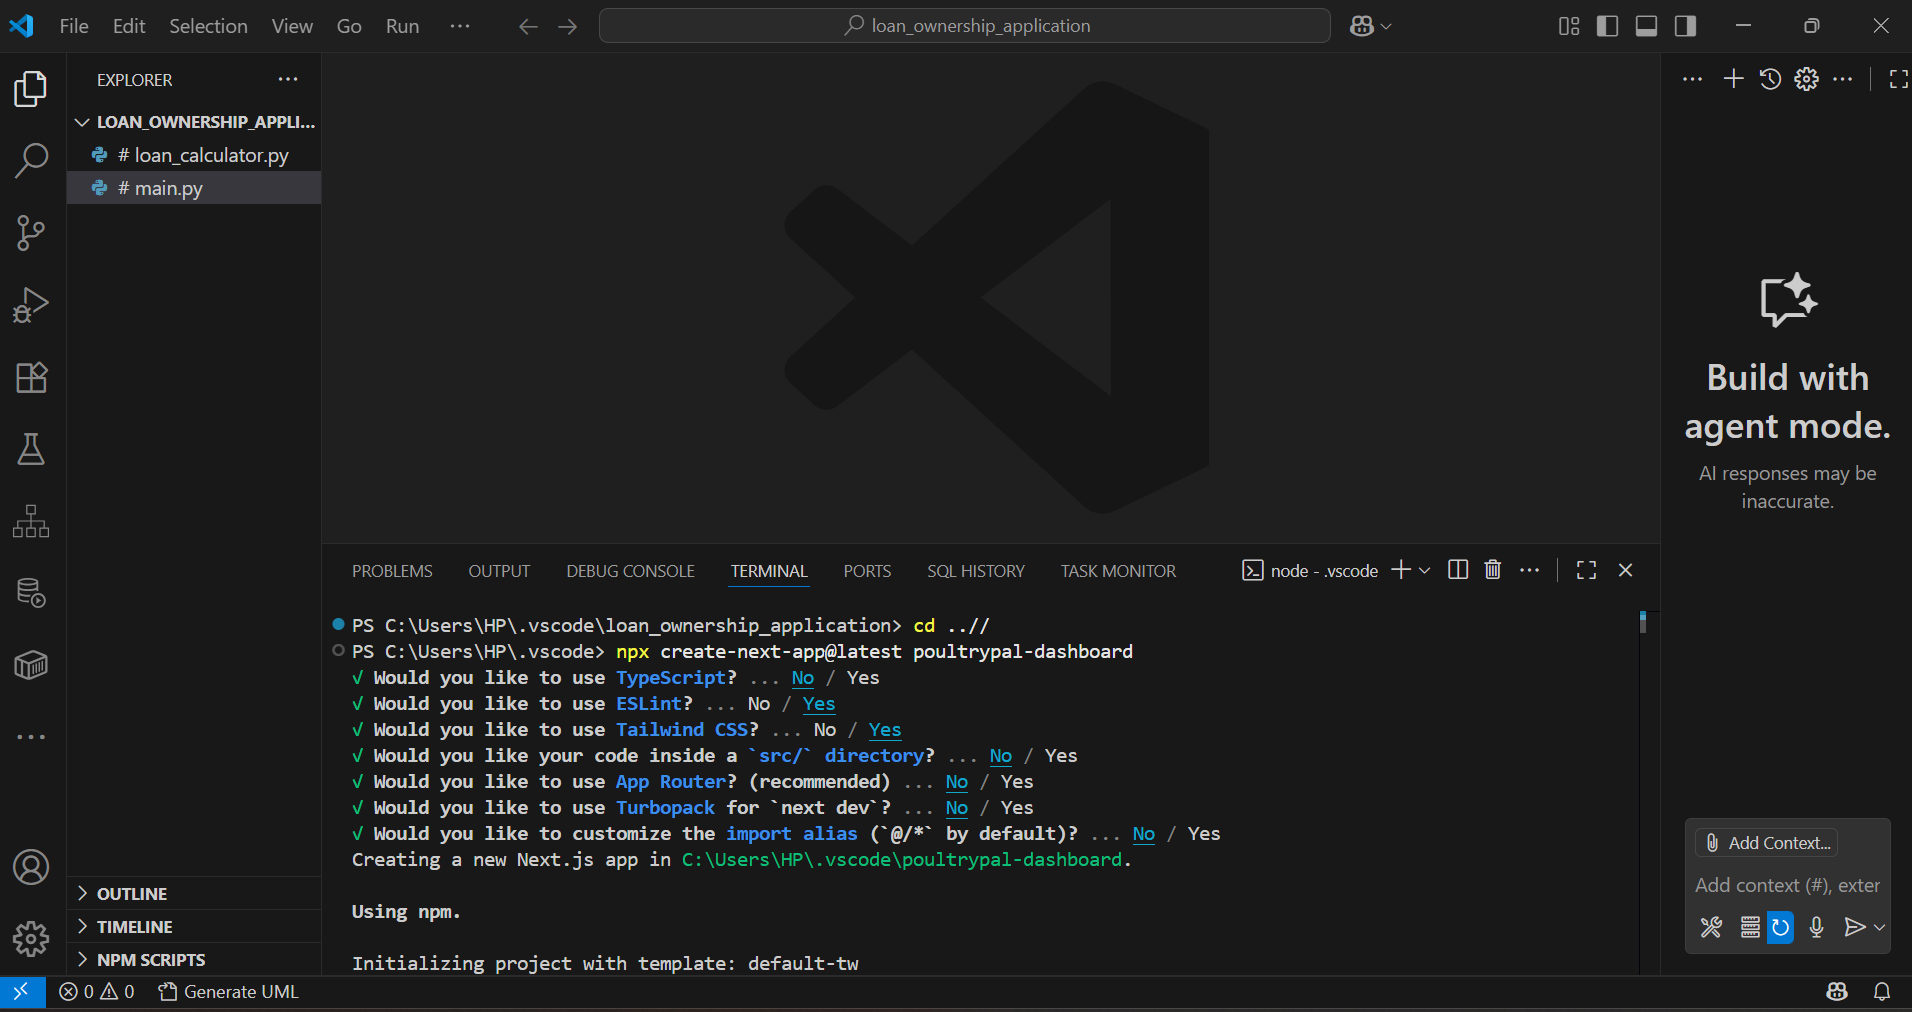 File Edit Selection View Go Run ···
loan_ownership_application
EXPLORER
LOAN_OWNERSHIP_APPLI...
# loan_calculator.py
# main.py
OUTLINE
TIMELINE
NPM SCRIPTS
PROBLEMS OUTPUT DEBUG CONSOLE TERMINAL PORTS SQL HISTORY TASK MONITOR
node - .vscode
PS C:\Users\HP\.vscode\loan_ownership_application> cd ..//
PS C:\Users\HP\.vscode> npx create-next-app@latest poultrypal-dashboard
√ Would you like to use TypeScript? ... No / Yes
√ Would you like to use ESLint? ... No / Yes
√ Would you like to use Tailwind CSS? ... No / Yes
√ Would you like your code inside a `src/` directory? ... No / Yes
√ Would you like to use App Router? (recommended) ... No / Yes
√ Would you like to use Turbopack for `next dev`? ... No / Yes
√ Would you like to customize the import alias (`@/*` by default)? ... No / Yes
Creating a new Next.js app in C:\Users\HP\.vscode\poultrypal-dashboard.
Using npm.
Initializing project with template: default-tw
Build with
agent mode.
AI responses may be
inaccurate.
Add Context...
Add context (#), exter
0 0 Generate UML